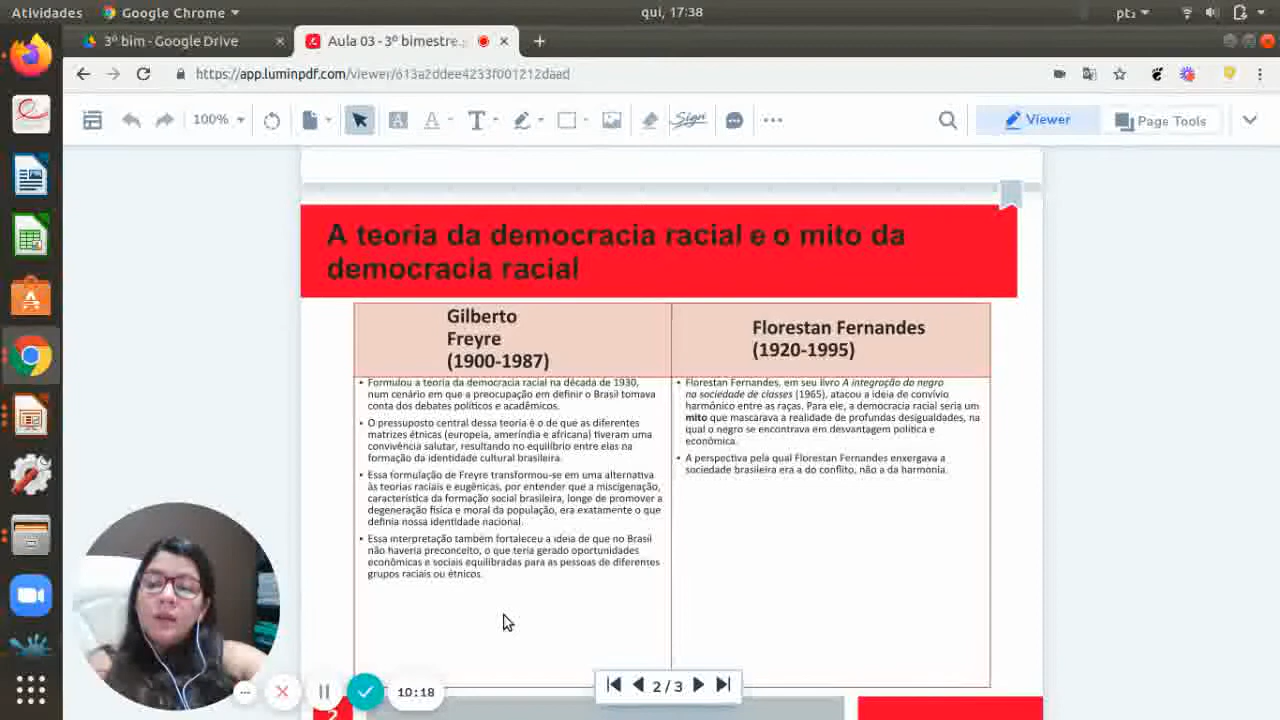 Atividades
Google Chrome
qui, 17:38
pt₂
3º bim - Google Drive
Aula 03 - 3º bimestre.
https://app.luminpdf.com/viewer/613a2ddee4233f001212daad
100%
Sign
Viewer
Page Tools
A teoria da democracia racial e o mito da
democracia racial
Gilberto
Freyre
(1900-1987)
Florestan Fernandes
(1920-1995)
• Formulou a teoria da democracia racial na década de 1930,
num cenário em que a preocupação em definir o Brasil tomava
conta dos debates políticos e acadêmicos.
• O pressuposto central dessa teoria é o de que as diferentes
matrizes étnicas (europeia, ameríndia e africana) tiveram uma
convivência salutar, resultando no equilíbrio entre elas na
formação da identidade cultural brasileira.
• Essa formulação de Freyre transformou-se em uma alternativa
às teorias raciais e eugênicas, por entender que a miscigenação,
característica da formação social brasileira, longe de promover a
degeneração física e moral da população, era exatamente o que
definia nossa identidade nacional.
• Essa interpretação também fortaleceu a ideia de que no Brasil
não haveria preconceito, o que teria gerado oportunidades
econômicas e sociais equilibradas para as pessoas de diferentes
grupos raciais ou étnicos.
• Florestan Fernandes, em seu livro A integração do negro
na sociedade de classes (1965), atacou a ideia de convívio
harmônico entre as raças. Para ele, a democracia racial seria um
mito que mascarava a realidade de profundas desigualdades, na
qual o negro se encontrava em desvantagem política e
econômica.
• A perspectiva pela qual Florestan Fernandes enxergava a
sociedade brasileira era a do conflito, não a da harmonia.
2 / 3
10:18
2